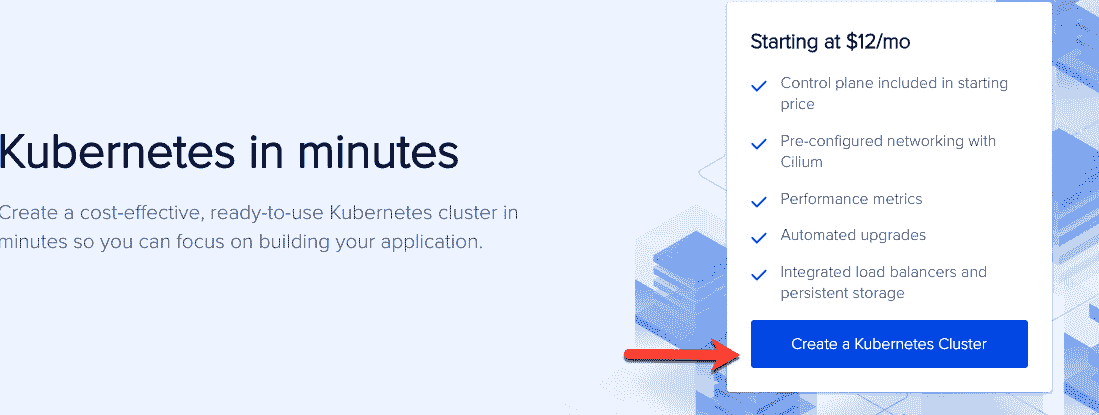 Kubernetes in minutes
Create a cost-effective, ready-to-use Kubernetes cluster in
minutes so you can focus on building your application.
Starting at $12/mo
Control plane included in starting
price
Pre-configured networking with
Cilium
Performance metrics
Automated upgrades
Integrated load balancers and
persistent storage
Create a Kubernetes Cluster